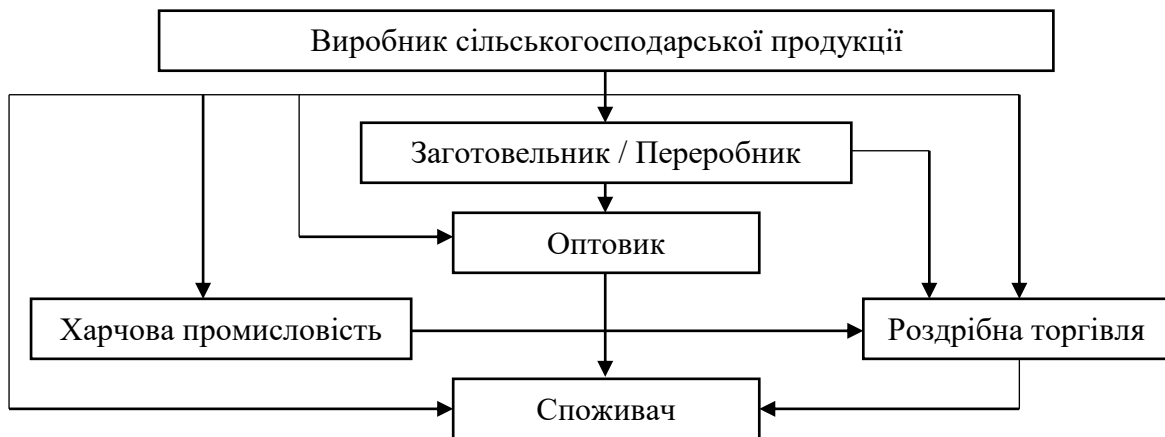 Виробник сільськогосподарської продукції
Заготовельник / Переробник
Оптовик
Харчова промисловість
Роздрібна торгівля
Споживач